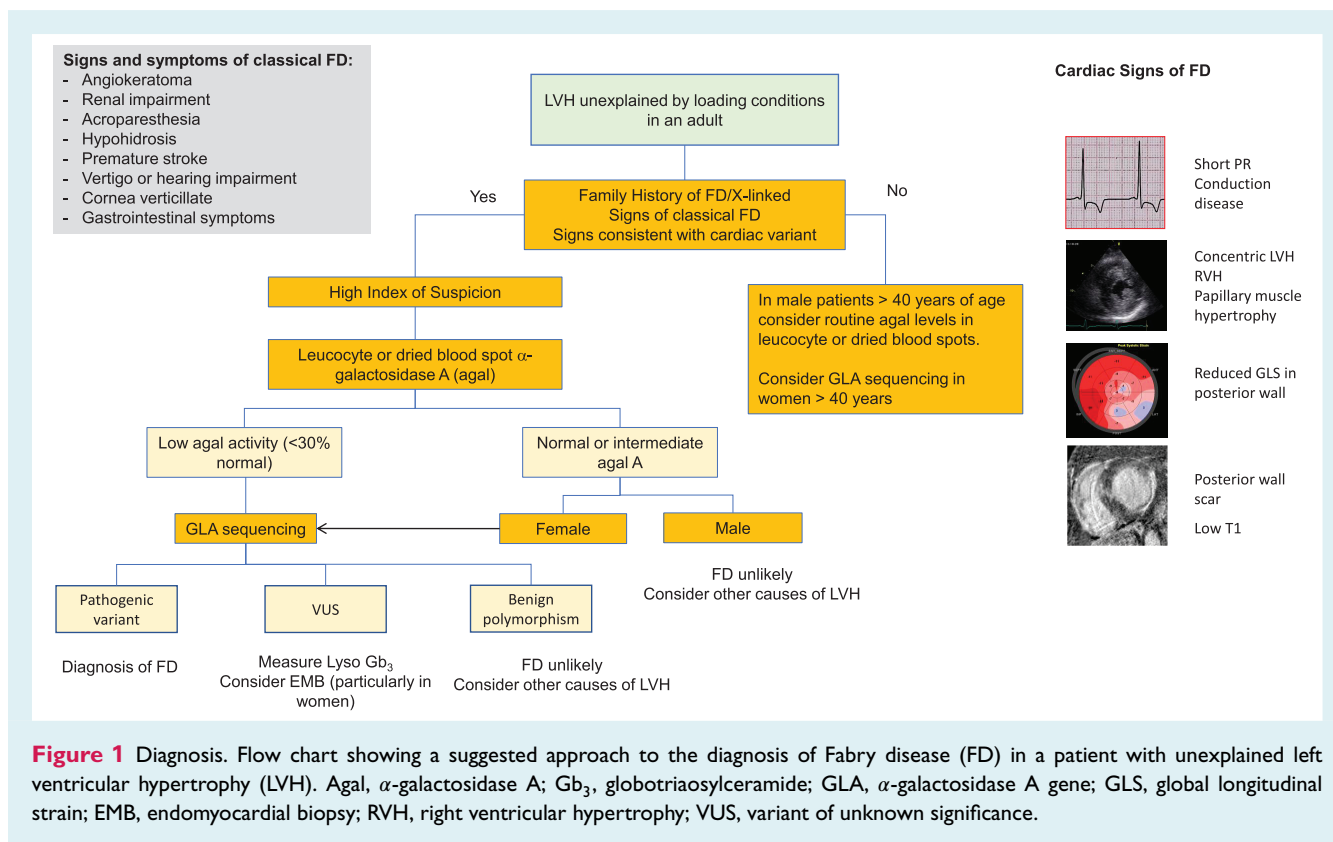 Signs and symptoms of classical FD:
- Angiokeratoma
- Renal impairment
- Acroparesthesia
- Hypohidrosis
- Premature stroke
- Vertigo or hearing impairment
- Cornea verticillate
- Gastrointestinal symptoms
LVH unexplained by loading conditions
in an adult
Yes
Family History of FD/X-linked
Signs of classical FD
Signs consistent with cardiac variant
No
High Index of Suspicion
In male patients > 40 years of age
consider routine agal levels in
leucocyte or dried blood spots.
Consider GLA sequencing in
women > 40 years
Leucocyte or dried blood spot α-
galactosidase A (agal)
Low agal activity (<30%
normal)
Normal or intermediate
agal A
GLA sequencing
Female
Male
FD unlikely
Consider other causes of LVH
Pathogenic
variant
VUS
Benign
polymorphism
Diagnosis of FD
Measure Lyso Gb₃
Consider EMB (particularly in
women)
FD unlikely
Consider other causes of LVH
Cardiac Signs of FD
Short PR
Conduction
disease
Concentric LVH
RVH
Papillary muscle
hypertrophy
Peak Systolic Strain
Reduced GLS in
posterior wall
Posterior wall
scar
Low T1
Figure 1 Diagnosis. Flow chart showing a suggested approach to the diagnosis of Fabry disease (FD) in a patient with unexplained left
ventricular hypertrophy (LVH). Agal, α-galactosidase A; Gb₃, globotriaosylceramide; GLA, α-galactosidase A gene; GLS, global longitudinal
strain; EMB, endomyocardial biopsy; RVH, right ventricular hypertrophy; VUS, variant of unknown significance.